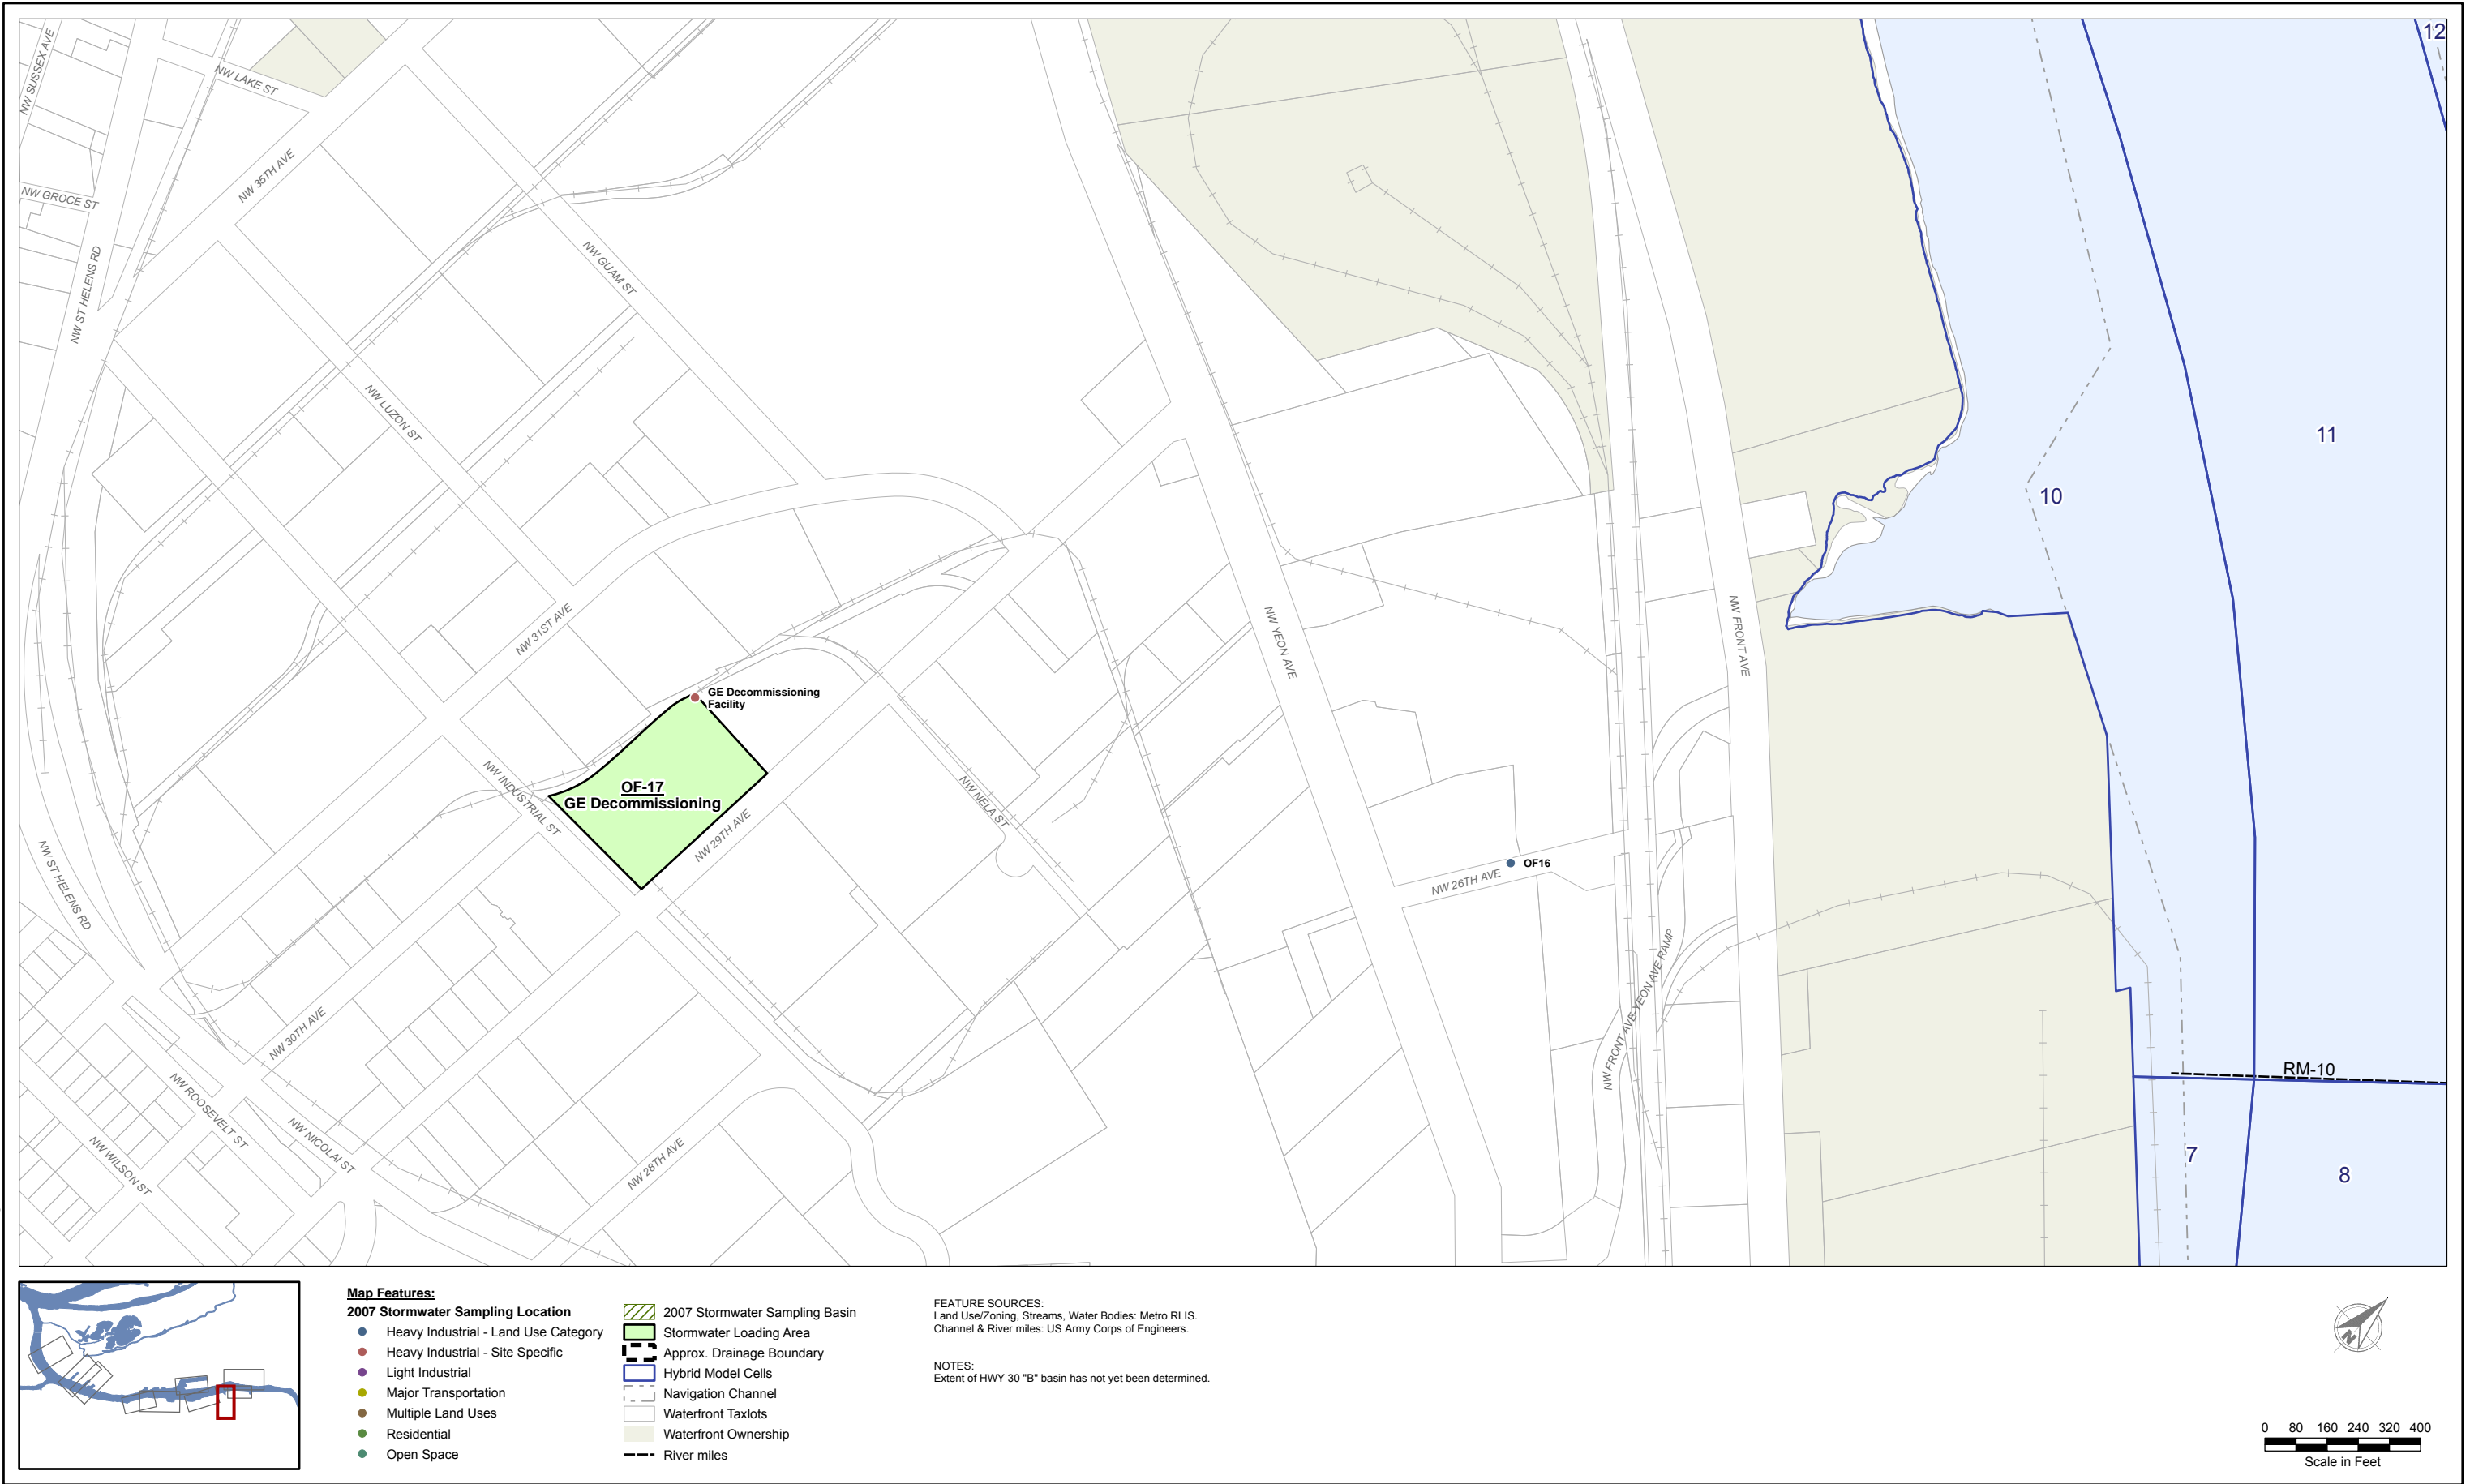 12
NW SUSSEX AVE
NW LAKE ST
NW 35TH AVE
NW GROCE ST
NW ST HELENS RD
NW GUAM ST
NW LUZON ST
11
10
NW 31ST AVE
NW YEON AVE
NW FRONT AVE
GE Decommissioning
Facility
OF-17
GE Decommissioning
NW INDUSTRIAL ST
NW 29TH AVE
NW NELA ST
OF16
NW 26TH AVE
NW ST HELENS RD
NW FRONT AVE-YEON AVE RAMP
NW 30TH AVE
RM-10
NW ROOSEVELT ST
NW NICOLAI ST
NW WILSON ST
NW 28TH AVE
7
8
Map Features:
2007 Stormwater Sampling Location
Heavy Industrial - Land Use Category
Heavy Industrial - Site Specific
Light Industrial
Major Transportation
Multiple Land Uses
Residential
Open Space
2007 Stormwater Sampling Basin
Stormwater Loading Area
Approx. Drainage Boundary
Hybrid Model Cells
Navigation Channel
Waterfront Taxlots
Waterfront Ownership
River miles
FEATURE SOURCES:
Land Use/Zoning, Streams, Water Bodies: Metro RLIS.
Channel & River miles: US Army Corps of Engineers.
NOTES:
Extent of HWY 30 "B" basin has not yet been determined.
N
0 80 160 240 320 400
Scale in Feet